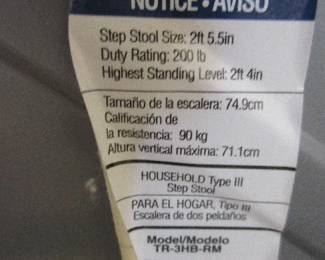 NOTICE • AVISO
Step Stool Size: 2ft 5.5in
Duty Rating: 200 lb
Highest Standing Level: 2ft 4in
Tamaño de la escalera: 74.9cm
Calificación de
la resistencia: 90 kg
Altura vertical máxima: 71.1cm
HOUSEHOLD Type III
Step Stool
PARA EL HOGAR, Tipo III
Escalera de dos peldaños
Model/Modelo
TR-3HB-RM